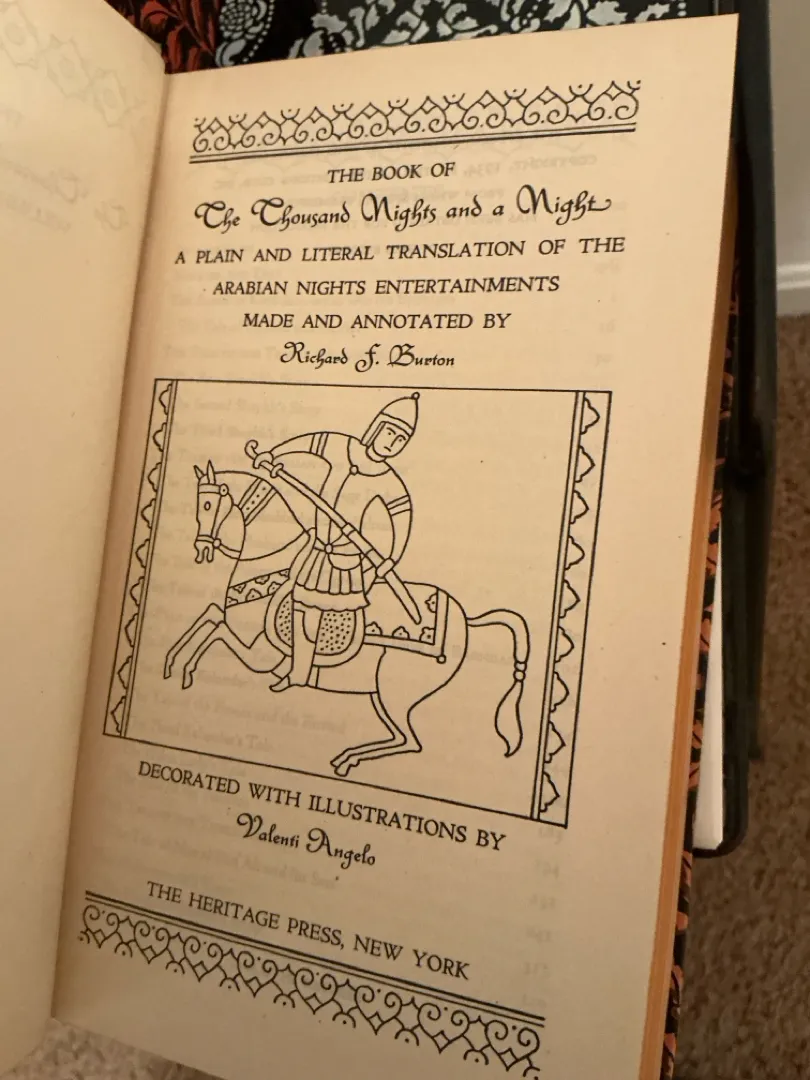 THE BOOK OF
The Thousand Nights and a Night
A PLAIN AND LITERAL TRANSLATION OF THE
ARABIAN NIGHTS ENTERTAINMENTS
MADE AND ANNOTATED BY
Richard F. Burton
DECORATED WITH ILLUSTRATIONS BY
Valenti Angelo
THE HERITAGE PRESS, NEW YORK